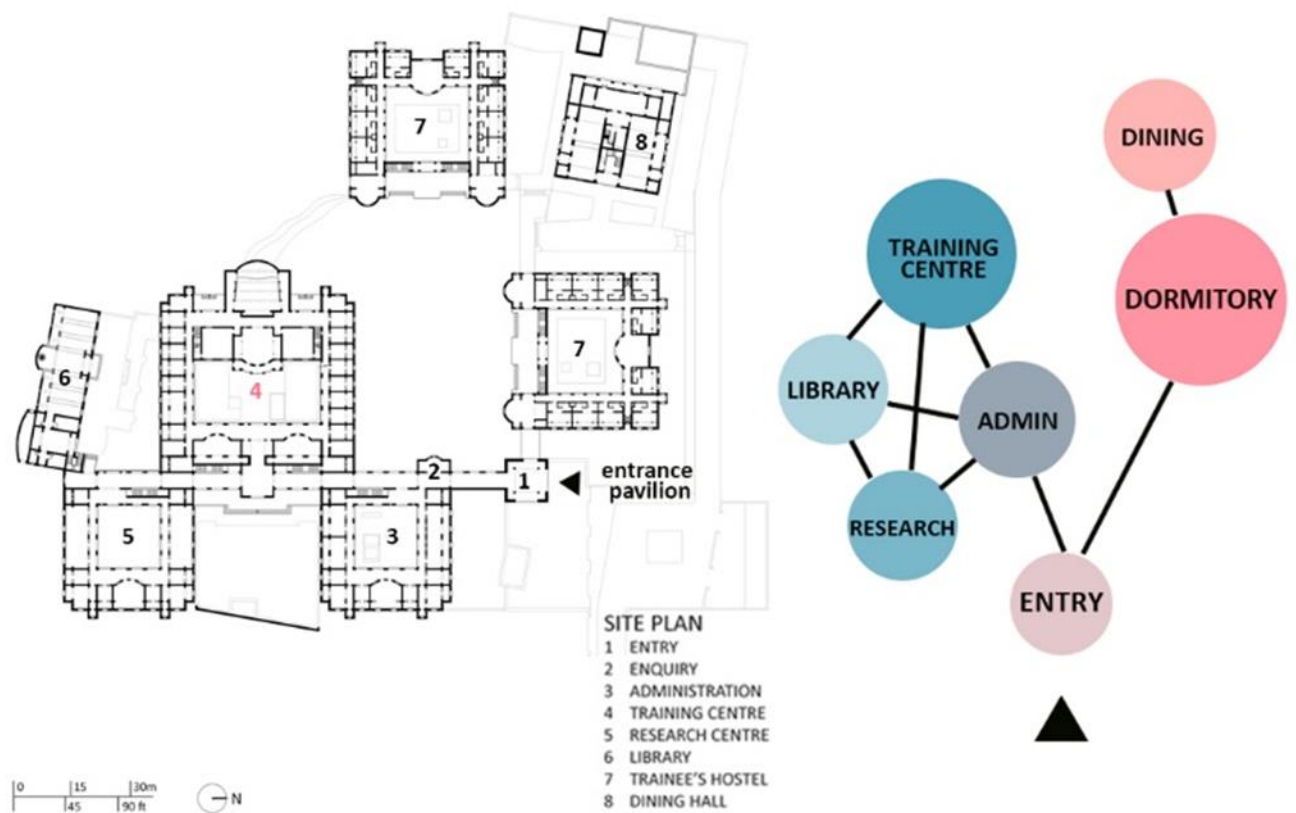 7
8
7
6
4
2
1
entrance
pavilion
5
3
SITE PLAN
1 ENTRY
2 ENQUIRY
3 ADMINISTRATION
4 TRAINING CENTRE
5 RESEARCH CENTRE
6 LIBRARY
7 TRAINEE'S HOSTEL
8 DINING HALL
0 15 30m
45 90 ft
N
DINING
TRAINING
CENTRE
DORMITORY
LIBRARY
ADMIN
RESEARCH
ENTRY